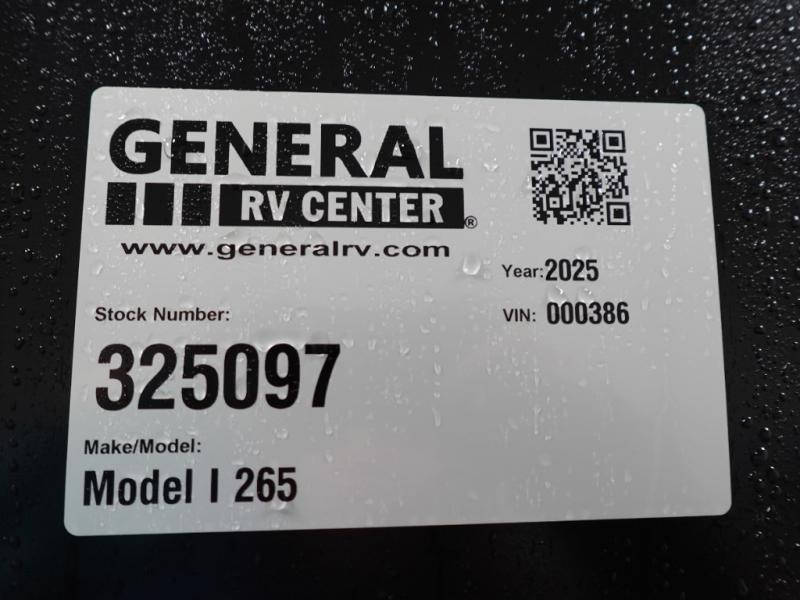 GENERAL
RV CENTER®
www.generalrv.com
Year: 2025
VIN: 000386
Stock Number:
325097
Make/Model:
Model I 265